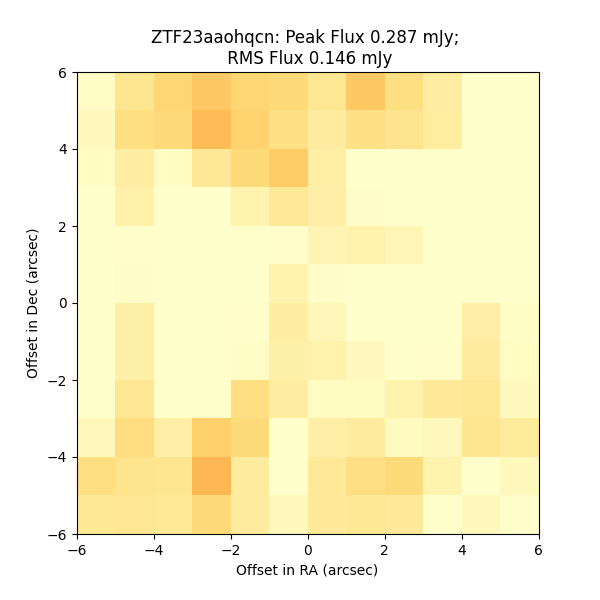 ZTF23aaohqcn: Peak Flux 0.287 mJy;
RMS Flux 0.146 mJy
6
4
2
0
−2
−4
−6
Offset in Dec (arcsec)
−6 −4 −2 0 2 4 6
Offset in RA (arcsec)